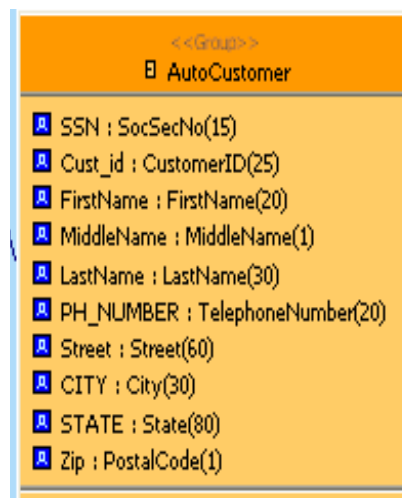 <<Group>>
AutoCustomer
SSN : SocSecNo(15)
Cust_id : CustomerID(25)
FirstName : FirstName(20)
MiddleName : MiddleName(1)
LastName : LastName(30)
PH_NUMBER : TelephoneNumber(20)
Street : Street(60)
CITY : City(30)
STATE : State(80)
Zip : PostalCode(1)